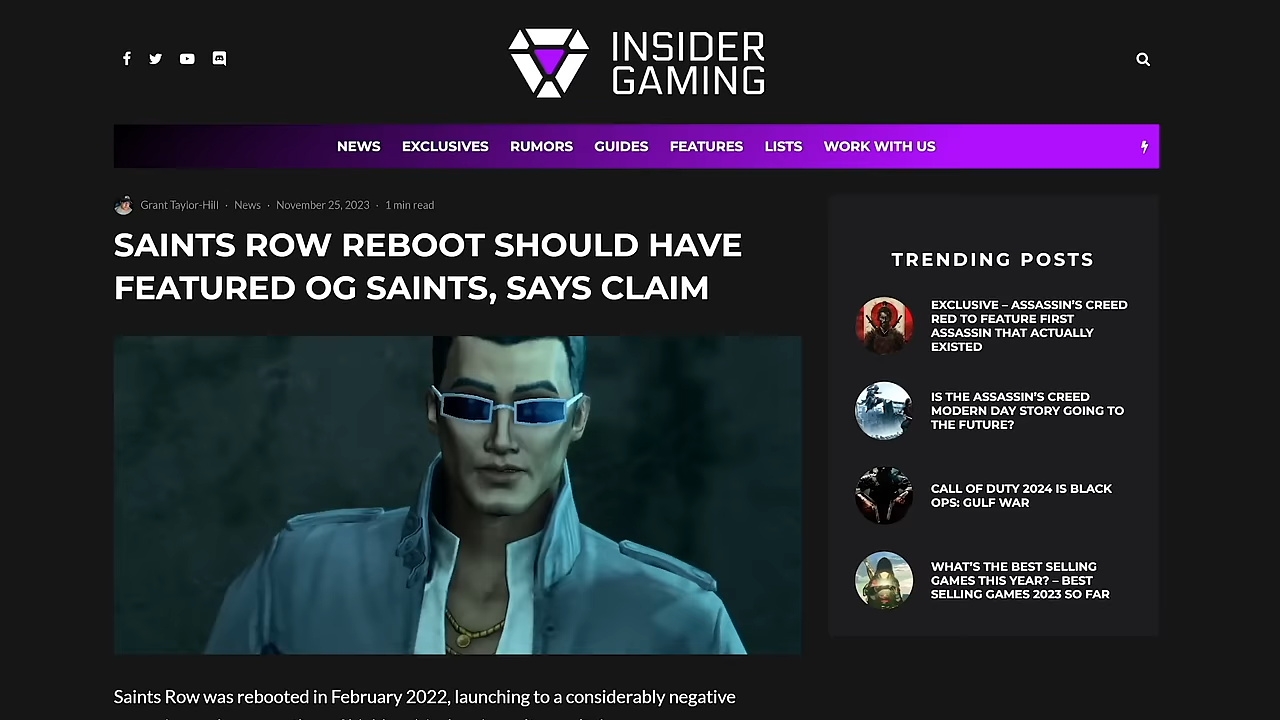 INSIDER
GAMING
NEWS EXCLUSIVES RUMORS GUIDES FEATURES LISTS WORK WITH US
Grant Taylor-Hill · News · November 25, 2023 · 1 min read
SAINTS ROW REBOOT SHOULD HAVE
FEATURED OG SAINTS, SAYS CLAIM
Saints Row was rebooted in February 2022, launching to a considerably negative
TRENDING POSTS
EXCLUSIVE – ASSASSIN'S CREED
RED TO FEATURE FIRST
ASSASSIN THAT ACTUALLY
EXISTED
IS THE ASSASSIN'S CREED
MODERN DAY STORY GOING TO
THE FUTURE?
CALL OF DUTY 2024 IS BLACK
OPS: GULF WAR
WHAT'S THE BEST SELLING
GAMES THIS YEAR? – BEST
SELLING GAMES 2023 SO FAR